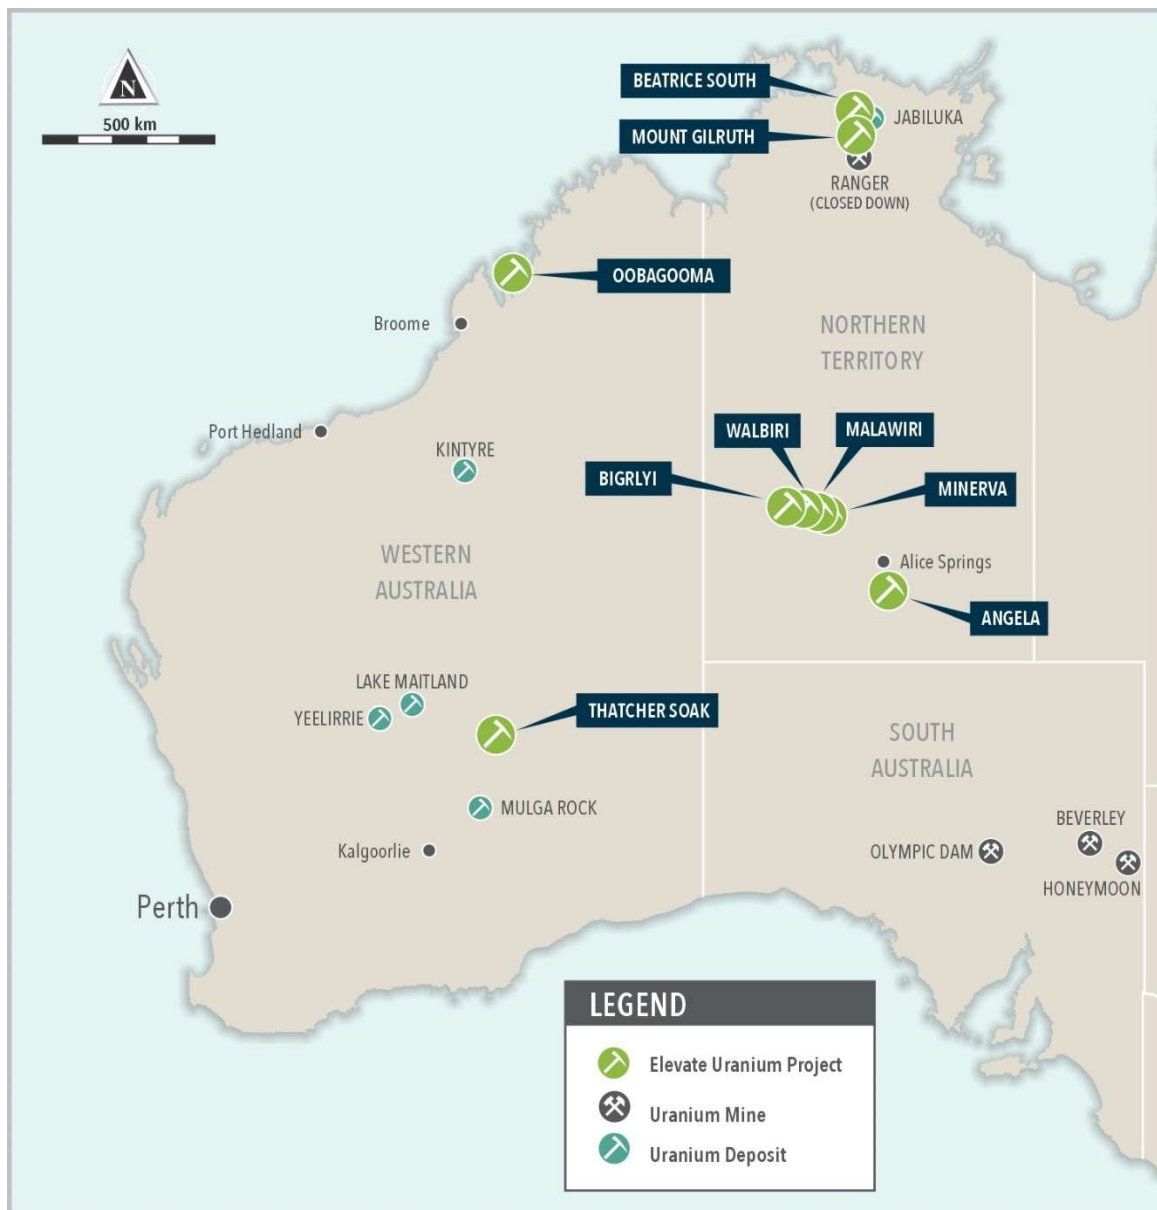 N
500 km
BEATRICE SOUTH
JABILUKA
MOUNT GILRUTH
RANGER
(CLOSED DOWN)
OOBAGOOMA
Broome
NORTHERN
TERRITORY
Port Hedland
KINTYRE
WALBIRI
MALAWIRI
BIGRLYI
MINERVA
WESTERN
AUSTRALIA
Alice Springs
ANGELA
LAKE MAITLAND
YEELIRRIE
THATCHER SOAK
SOUTH
AUSTRALIA
MULGA ROCK
BEVERLEY
Kalgoorlie
OLYMPIC DAM
HONEYMOON
Perth
LEGEND
Elevate Uranium Project
Uranium Mine
Uranium Deposit